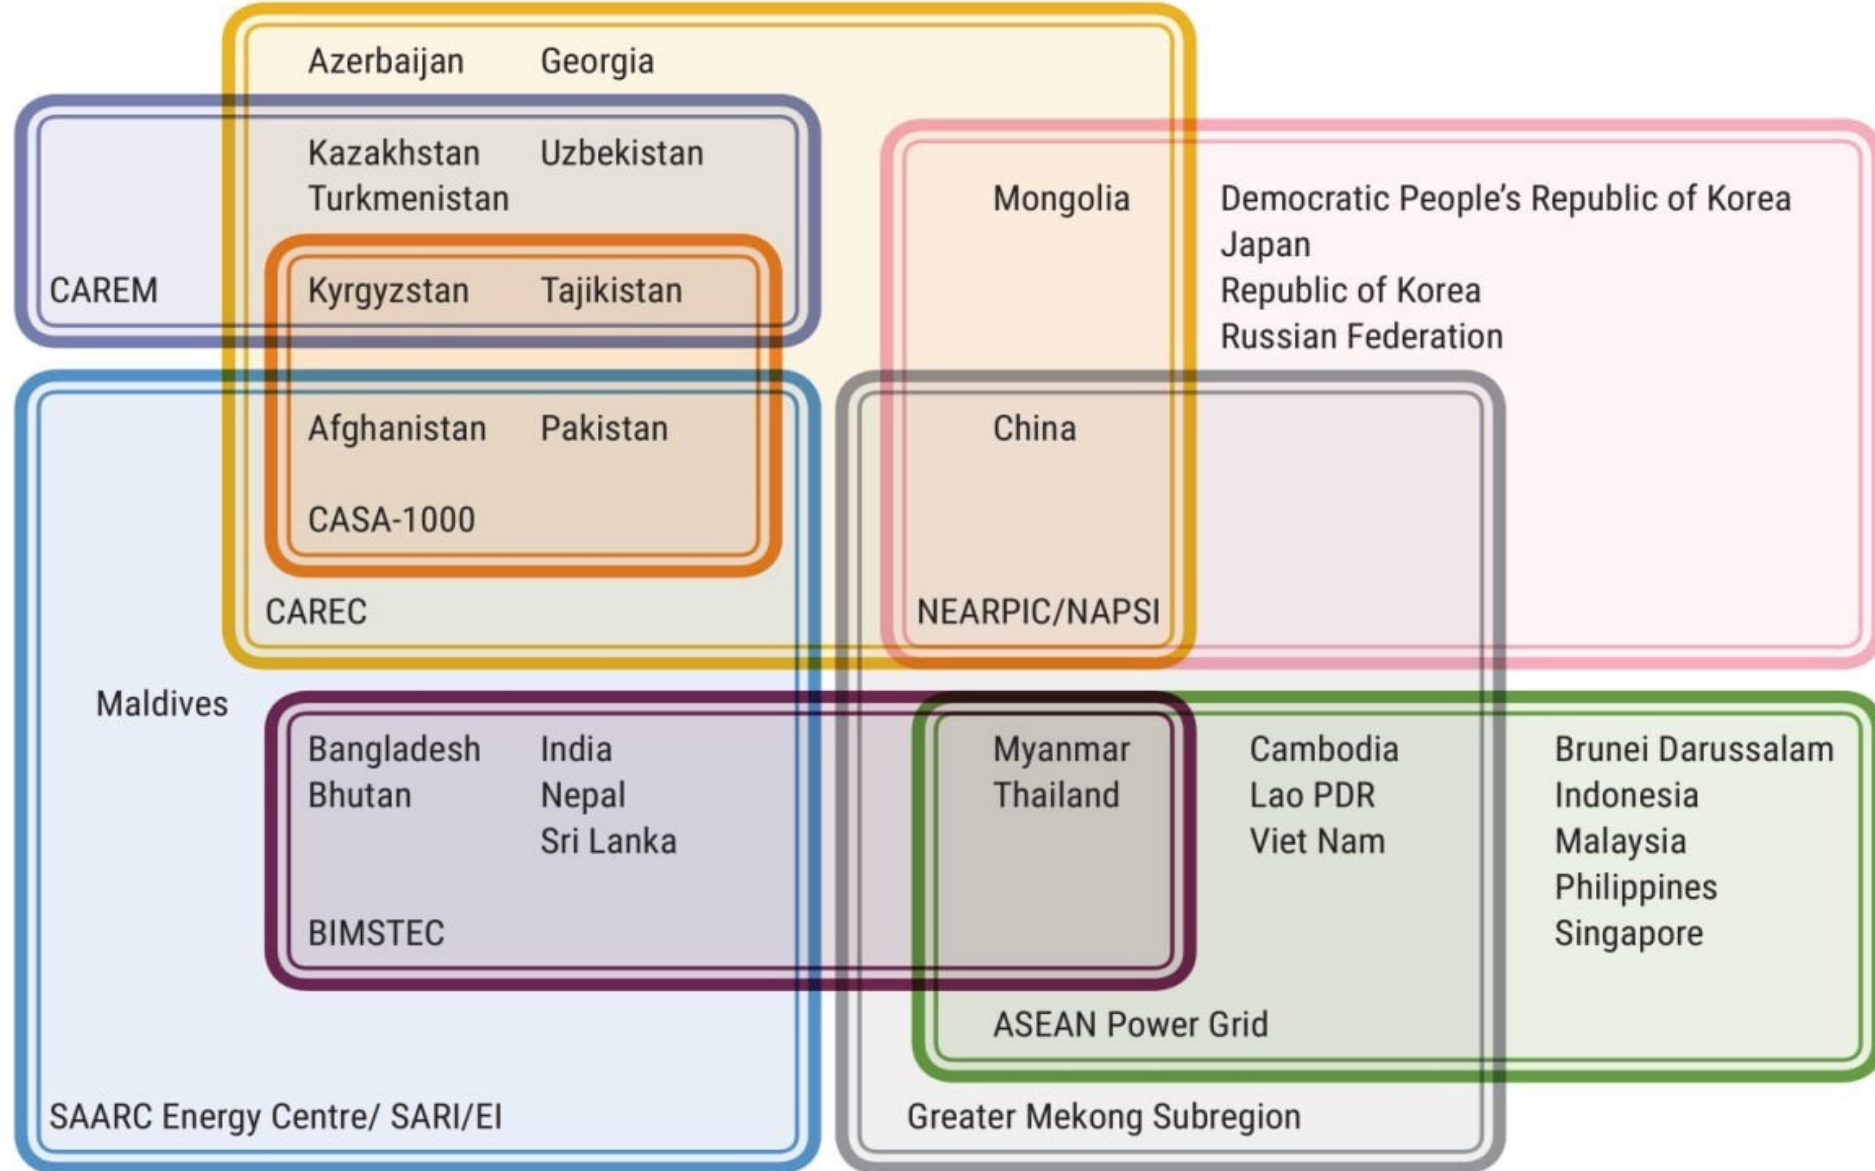 Azerbaijan Georgia
Kazakhstan Uzbekistan
Turkmenistan
Mongolia Democratic People's Republic of Korea
Japan
CAREM Kyrgyzstan Tajikistan Republic of Korea
Russian Federation
Afghanistan Pakistan China
CASA-1000
CAREC NEARPIC/NAPSI
Maldives
Bangladesh India Myanmar Cambodia Brunei Darussalam
Bhutan Nepal Thailand Lao PDR Indonesia
Sri Lanka Viet Nam Malaysia
Philippines
BIMSTEC Singapore
ASEAN Power Grid
SAARC Energy Centre/ SARI/EI Greater Mekong Subregion